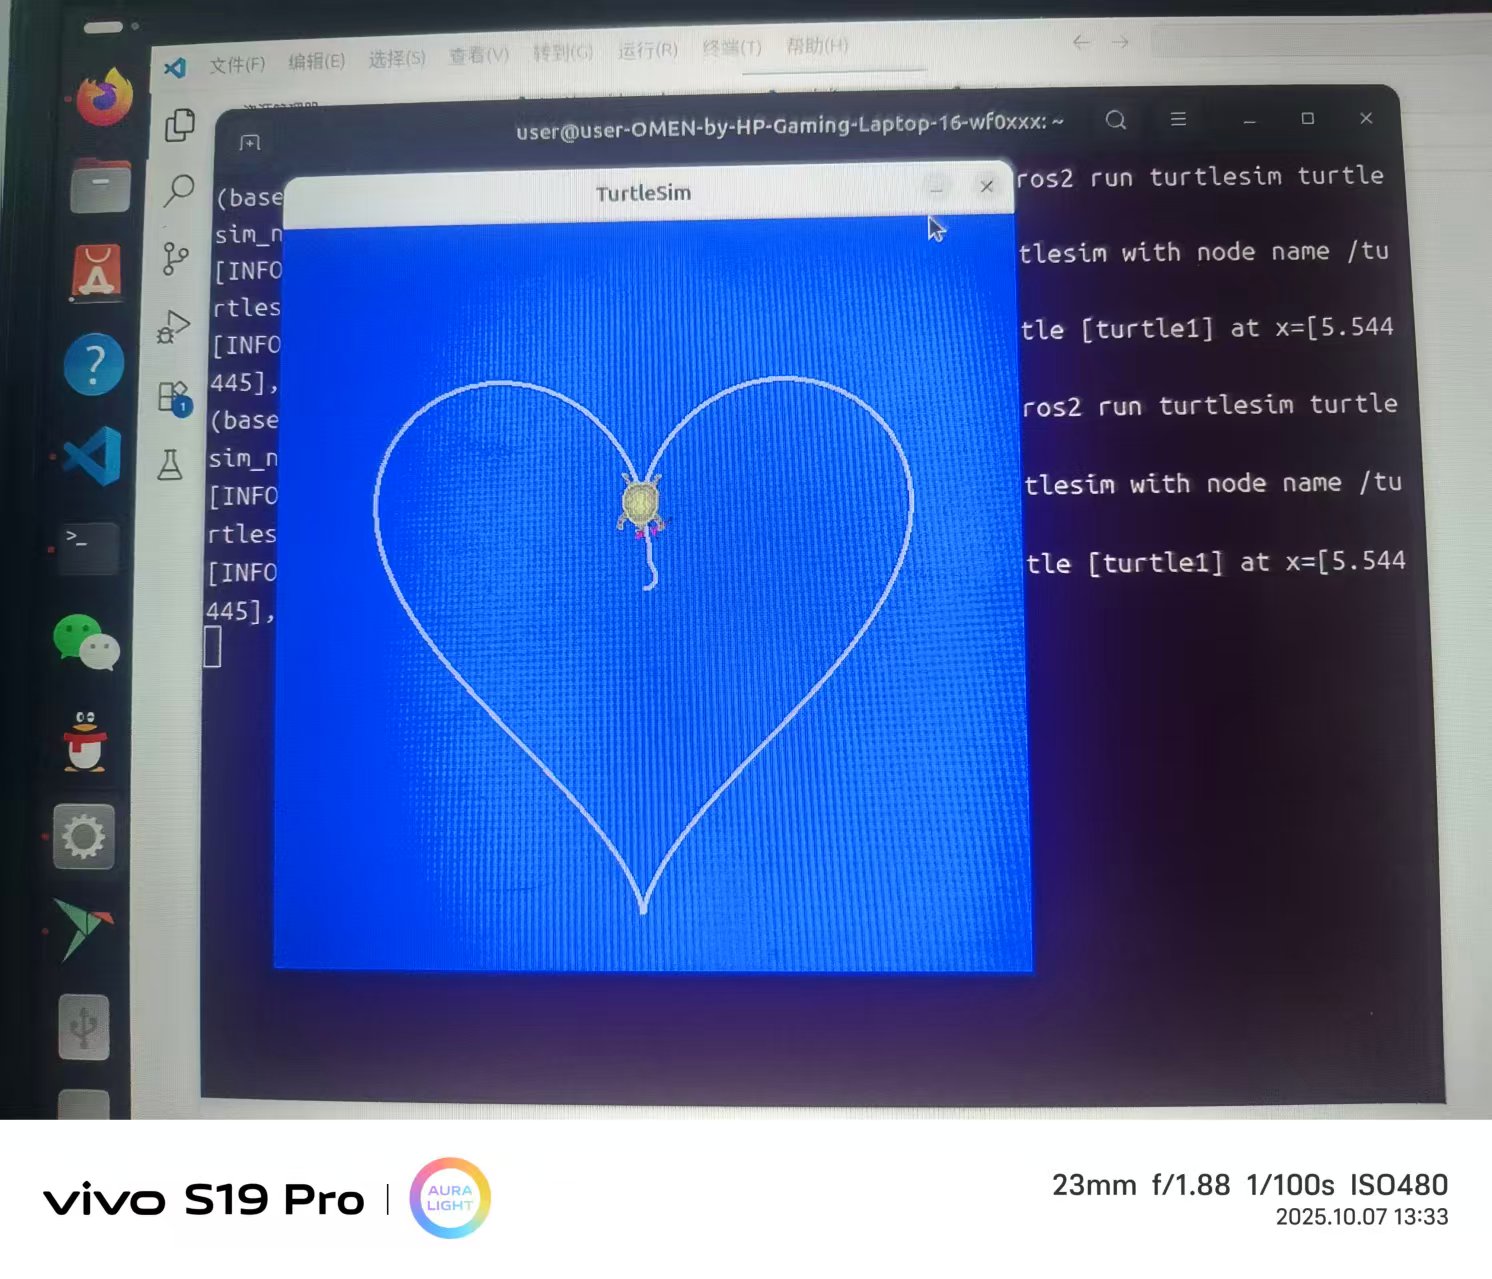 文件(F) 编辑(E) 选择(S) 查看(V) 转到(G) 运行(R) 终端(T) 帮助(H)
user@user-OMEN-by-HP-Gaming-Laptop-16-wf0xxx: ~
TurtleSim
(base ros2 run turtlesim turtle
sim_n
[INFO tlesim with node name /tu
rtles
[INFO tle [turtle1] at x=[5.544
445],
(base ros2 run turtlesim turtle
sim_n
[INFO tlesim with node name /tu
rtles
[INFO tle [turtle1] at x=[5.544
445],
1
vivo S19 Pro
AURA
LIGHT
23mm f/1.88 1/100s ISO480
2025.10.07 13:33